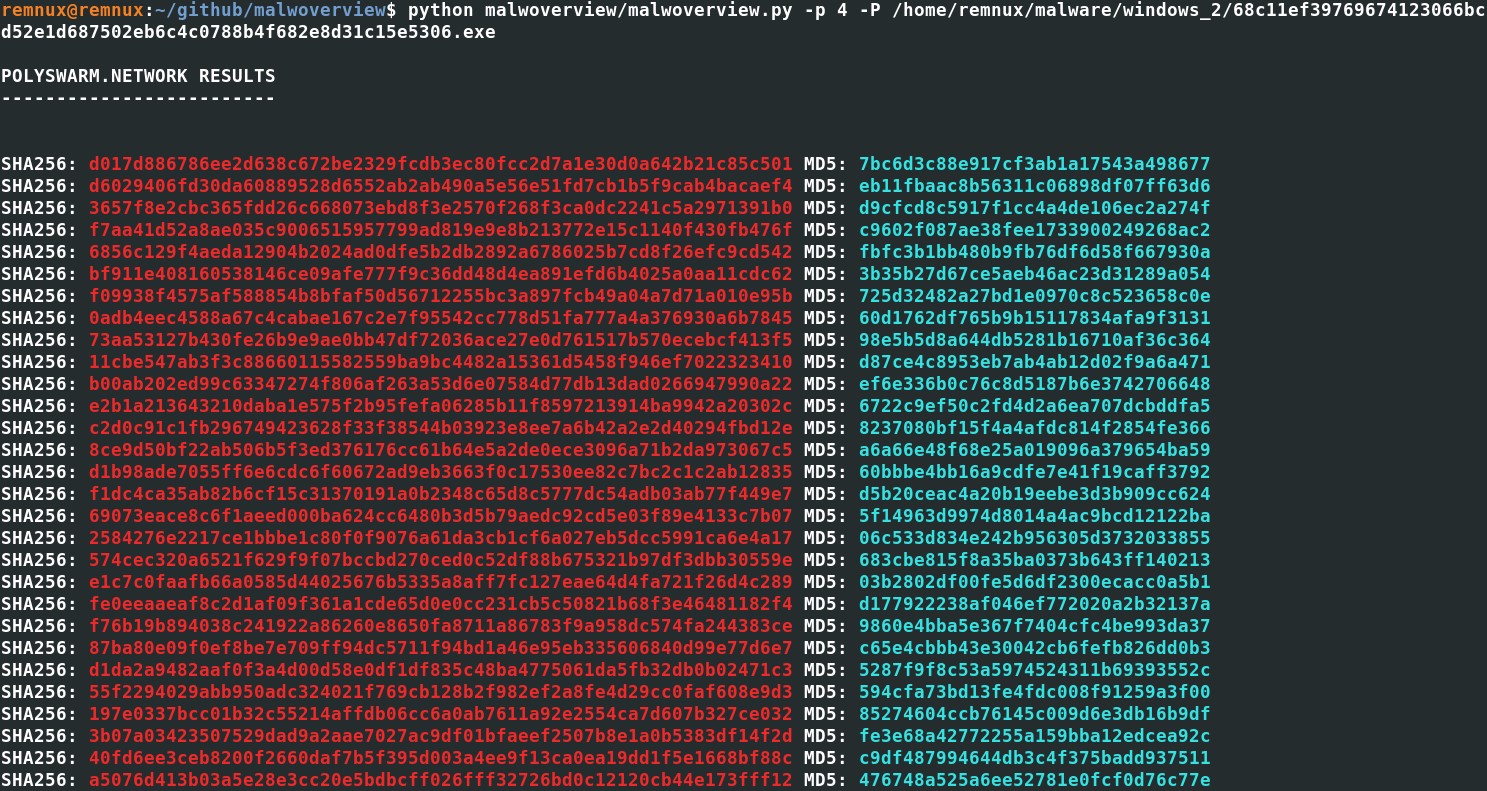 remnux@remnux:~/github/malwoverview$ python malwoverview/malwoverview.py -p 4 -P /home/remnux/malware/windows_2/68c11ef39769674123066bc
d52e1d687502eb6c4c0788b4f682e8d31c15e5306.exe
POLYSWARM.NETWORK RESULTS
-------------------------
SHA256: d017d886786ee2d638c672be2329fcdb3ec80fcc2d7a1e30d0a642b21c85c501 MD5: 7bc6d3c88e917cf3ab1a17543a498677
SHA256: d6029406fd30da60889528d6552ab2ab490a5e56e51fd7cb1b5f9cab4bacaef4 MD5: eb11fbaac8b56311c06898df07ff63d6
SHA256: 3657f8e2cbc365fdd26c668073ebd8f3e2570f268f3ca0dc2241c5a2971391b0 MD5: d9cfcd8c5917f1cc4a4de106ec2a274f
SHA256: f7aa41d52a8ae035c9006515957799ad819e9e8b213772e15c1140f430fb476f MD5: c9602f087ae38fee1733900249268ac2
SHA256: 6856c129f4aeda12904b2024ad0dfe5b2db2892a6786025b7cd8f26efc9cd542 MD5: fbfc3b1bb480b9fb76df6d58f667930a
SHA256: bf911e408160538146ce09afe777f9c36dd48d4ea891efd6b4025a0aa11cdc62 MD5: 3b35b27d67ce5aeb46ac23d31289a054
SHA256: f09938f4575af588854b8bfaf50d56712255bc3a897fcb49a04a7d71a010e95b MD5: 725d32482a27bd1e0970c8c523658c0e
SHA256: 0adb4eec4588a67c4cabae167c2e7f95542cc778d51fa777a4a376930a6b7845 MD5: 60d1762df765b9b15117834afa9f3131
SHA256: 73aa53127b430fe26b9e9ae0bb47df72036ace27e0d761517b570ecebcf413f5 MD5: 98e5b5d8a644db5281b16710af36c364
SHA256: 11cbe547ab3f3c88660115582559ba9bc4482a15361d5458f946ef7022323410 MD5: d87ce4c8953eb7ab4ab12d02f9a6a471
SHA256: b00ab202ed99c63347274f806af263a53d6e07584d77db13dad0266947990a22 MD5: ef6e336b0c76c8d5187b6e3742706648
SHA256: e2b1a213643210daba1e575f2b95fefa06285b11f8597213914ba9942a20302c MD5: 6722c9ef50c2fd4d2a6ea707dcbddfa5
SHA256: c2d0c91c1fb296749423628f33f38544b03923e8ee7a6b42a2e2d40294fbd12e MD5: 8237080bf15f4a4afdc814f2854fe366
SHA256: 8ce9d50bf22ab506b5f3ed376176cc61b64e5a2de0ece3096a71b2da973067c5 MD5: a6a66e48f68e25a019096a379654ba59
SHA256: d1b98ade7055ff6e6cdc6f60672ad9eb3663f0c17530ee82c7bc2c1c2ab12835 MD5: 60bbbe4bb16a9cdfe7e41f19caff3792
SHA256: f1dc4ca35ab82b6cf15c31370191a0b2348c65d8c5777dc54adb03ab77f449e7 MD5: d5b20ceac4a20b19eebe3d3b909cc624
SHA256: 69073eace8c6f1aeed000ba624cc6480b3d5b79aedc92cd5e03f89e4133c7b07 MD5: 5f14963d9974d8014a4ac9bcd12122ba
SHA256: 2584276e2217ce1bbbe1c80f0f9076a61da3cb1cf6a027eb5dcc5991ca6e4a17 MD5: 06c533d834e242b956305d3732033855
SHA256: 574cec320a6521f629f9f07bccbd270ced0c52df88b675321b97df3dbb30559e MD5: 683cbe815f8a35ba0373b643ff140213
SHA256: e1c7c0faafb66a0585d44025676b5335a8aff7fc127eae64d4fa721f26d4c289 MD5: 03b2802df00fe5d6df2300ecacc0a5b1
SHA256: fe0eeaaeaf8c2d1af09f361a1cde65d0e0cc231cb5c50821b68f3e46481182f4 MD5: d177922238af046ef772020a2b32137a
SHA256: f76b19b894038c241922a86260e8650fa8711a86783f9a958dc574fa244383ce MD5: 9860e4bba5e367f7404cfc4be993da37
SHA256: 87ba80e09f0ef8be7e709ff94dc5711f94bd1a46e95eb335606840d99e77d6e7 MD5: c65e4cbbb43e30042cb6fefb826dd0b3
SHA256: d1da2a9482aaf0f3a4d00d58e0df1df835c48ba4775061da5fb32db0b02471c3 MD5: 5287f9f8c53a5974524311b69393552c
SHA256: 55f2294029abb950adc324021f769cb128b2f982ef2a8fe4d29cc0faf608e9d3 MD5: 594cfa73bd13fe4fdc008f91259a3f00
SHA256: 197e0337bcc01b32c55214affdb06cc6a0ab7611a92e2554ca7d607b327ce032 MD5: 85274604ccb76145c009d6e3db16b9df
SHA256: 3b07a03423507529dad9a2aae7027ac9df01bfaeef2507b8e1a0b5383df14f2d MD5: fe3e68a42772255a159bba12edcea92c
SHA256: 40fd6ee3ceb8200f2660daf7b5f395d003a4ee9f13ca0ea19dd1f5e1668bf88c MD5: c9df487994644db3c4f375badd937511
SHA256: a5076d413b03a5e28e3cc20e5bdbcff026fff32726bd0c12120cb44e173fff12 MD5: 476748a525a6ee52781e0fcf0d76c77e